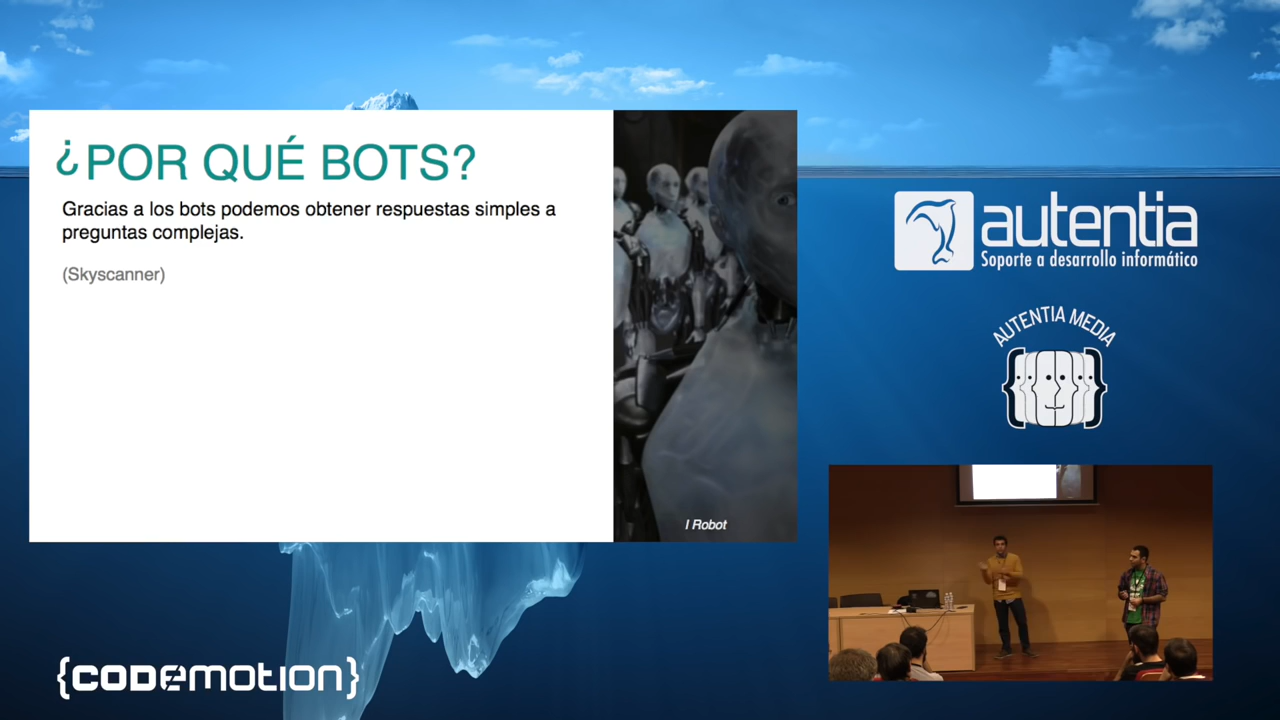 ¿POR QUÉ BOTS?
Gracias a los bots podemos obtener respuestas simples a
preguntas complejas.
(Skyscanner)
I Robot
autentia
Soporte a desarrollo informático
AUTENTIA MEDIA
{CODEMOTION}